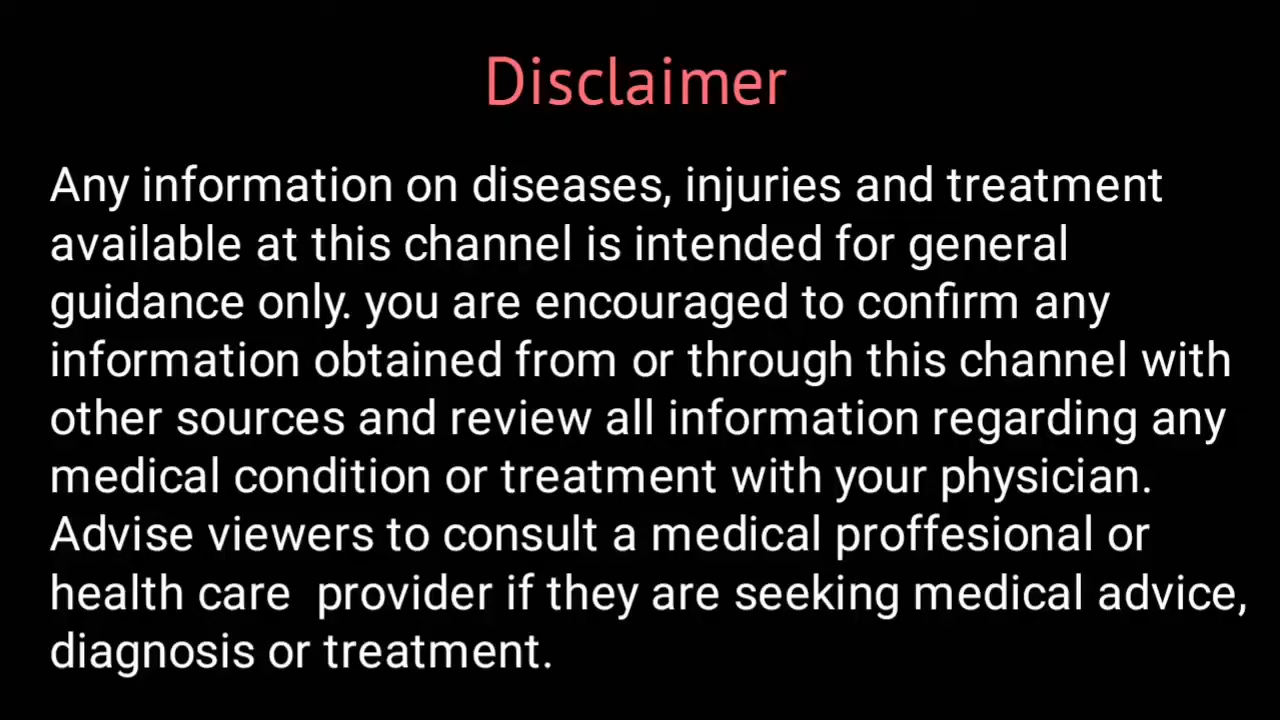 Disclaimer
Any information on diseases, injuries and treatment
available at this channel is intended for general
guidance only. you are encouraged to confirm any
information obtained from or through this channel with
other sources and review all information regarding any
medical condition or treatment with your physician.
Advise viewers to consult a medical proffesional or
health care  provider if they are seeking medical advice,
diagnosis or treatment.